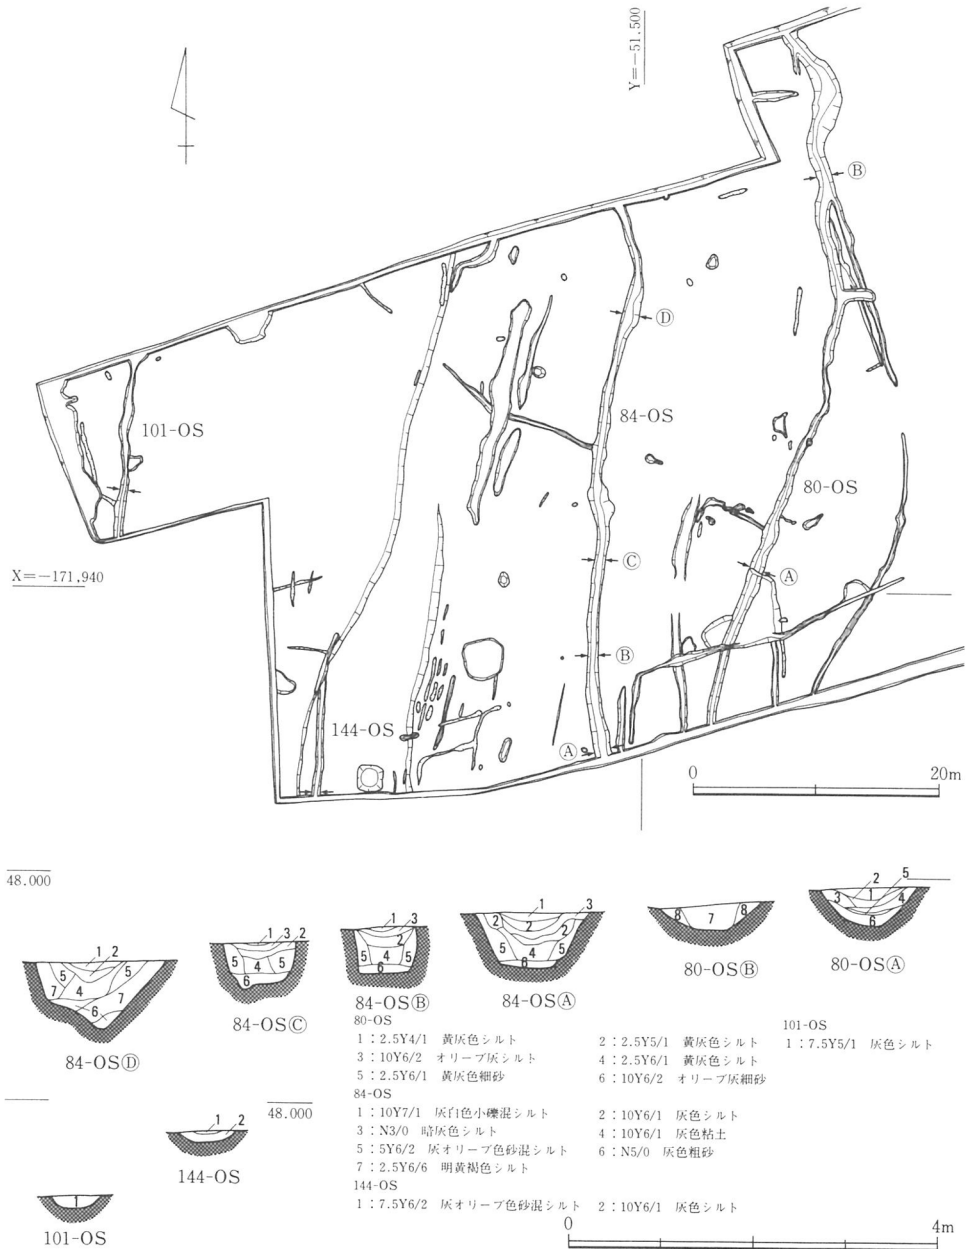 Y=-51,500
Ⓑ
Ⓓ
101-OS
84-OS
80-OS
X=-171,940
Ⓒ
Ⓐ
Ⓑ
144-OS
Ⓐ
0 20m
48.000
1 2 5 5 7 4 7 6
84-OSⒹ
1 3 2 5 4 5 6
84-OSⒸ
1 3 2 5 4 5 6
84-OSⒷ
1 3 2 2 2 4 5 5 6
84-OSⒶ
8 7 8
80-OSⒷ
2 5 3 1 4 6
80-OSⒶ
80-OS
1：2.5Y4/1 黄灰色シルト
2：2.5Y5/1 黄灰色シルト
3：10Y6/2 オリーブ灰シルト
4：2.5Y6/1 黄灰色シルト
5：2.5Y6/1 黄灰色細砂
6：10Y6/2 オリーブ灰細砂
84-OS
1：10Y7/1 灰白色小礫混シルト
2：10Y6/1 灰色シルト
3：N3/0 暗灰色シルト
4：10Y6/1 灰色粘土
5：5Y6/2 灰オリーブ色砂混シルト
6：N5/0 灰色粗砂
7：2.5Y6/6 明黄褐色シルト
144-OS
1：7.5Y6/2 灰オリーブ色砂混シルト
2：10Y6/1 灰色シルト
101-OS
1：7.5Y5/1 灰色シルト
48.000
1 2
144-OS
1
101-OS
0 4m